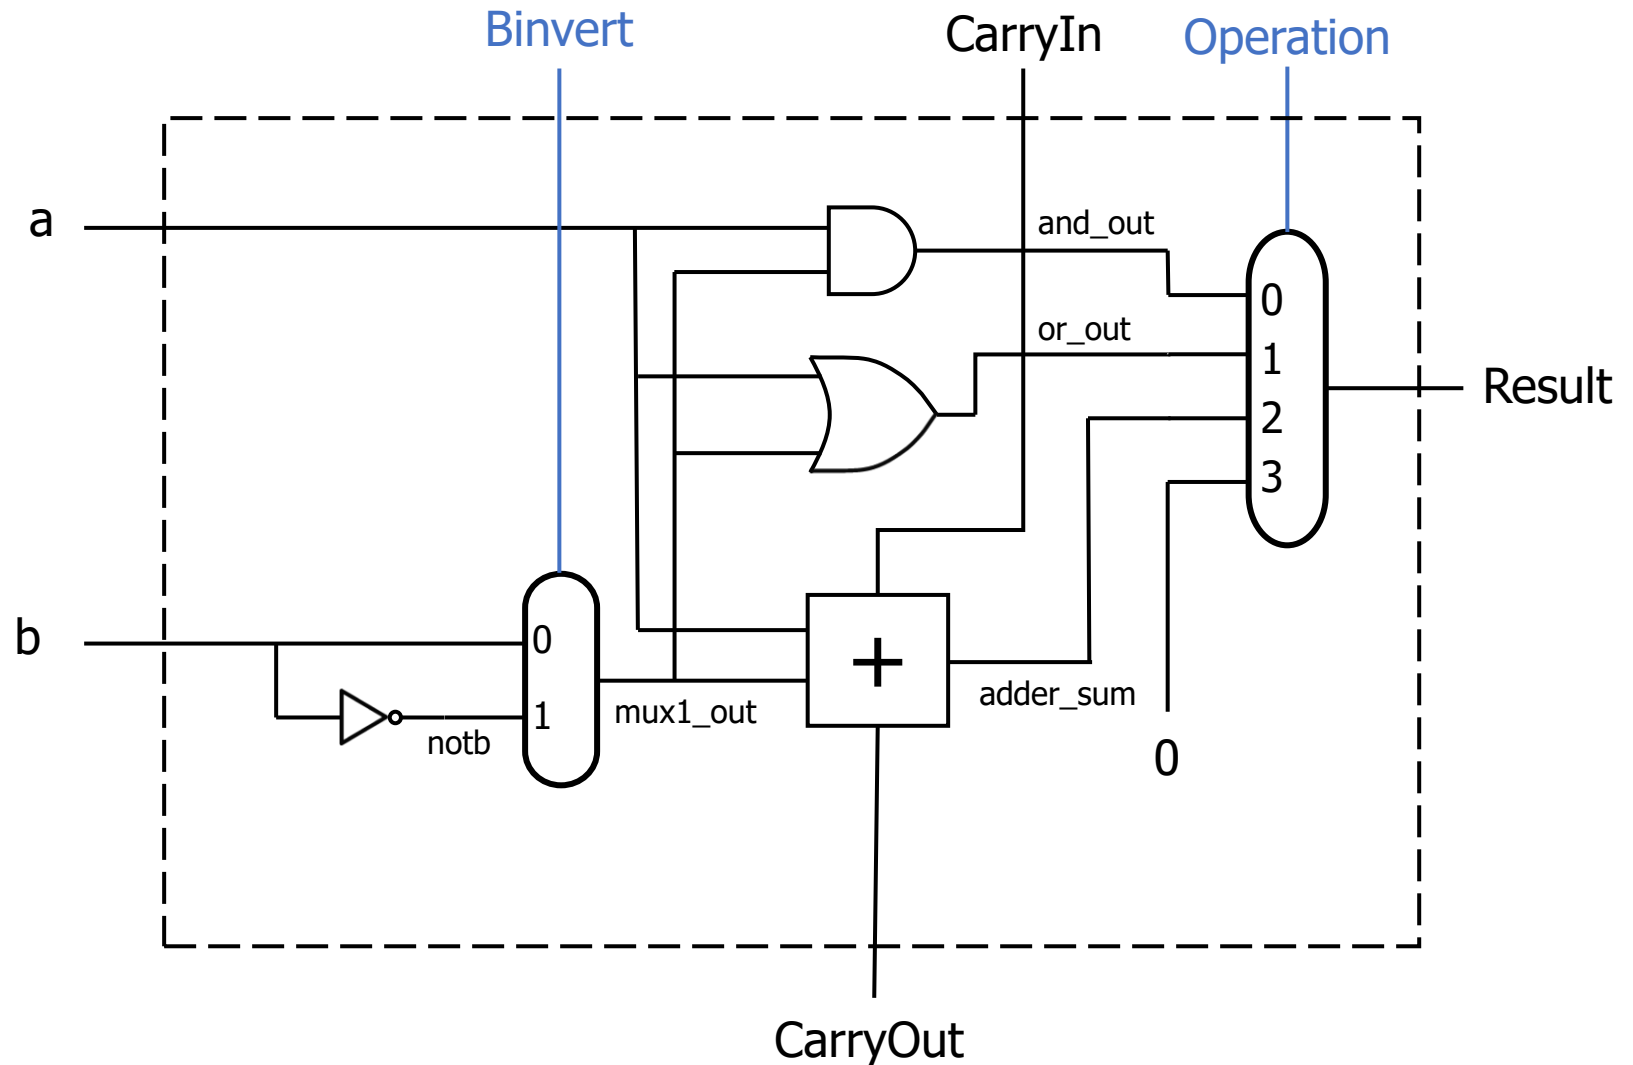 Binvert
CarryIn
Operation
a
and_out
0
or_out
1
Result
2
3
b
0
+
adder_sum
1
mux1_out
notb
0
CarryOut